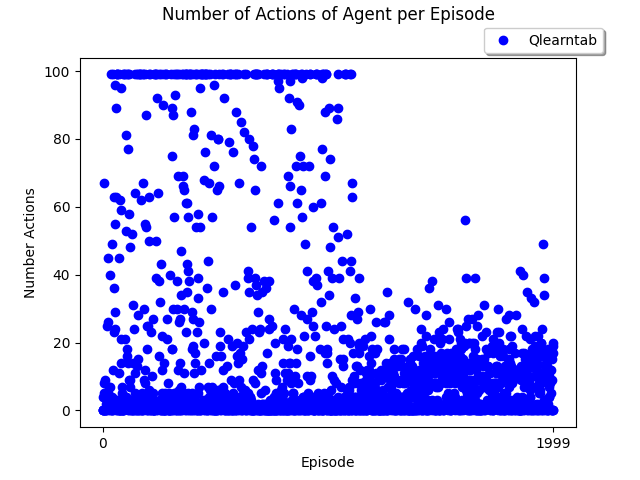 Number of Actions of Agent per Episode
Qlearntab
100
80
60
40
20
0
Number Actions
0
1999
Episode